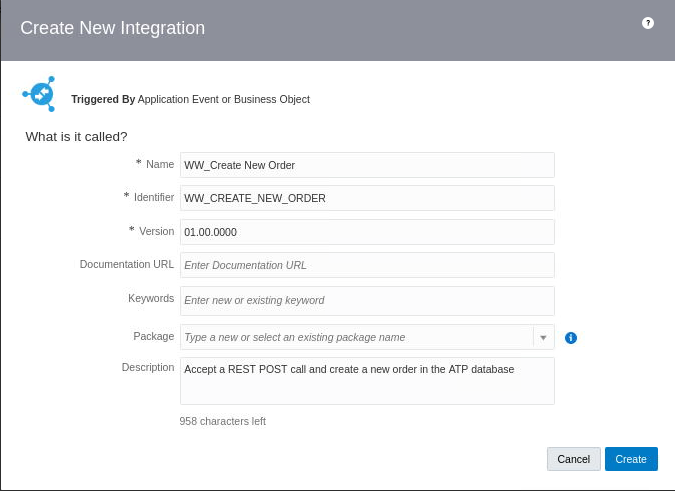 Create New Integration
?
Triggered By Application Event or Business Object
What is it called?
* Name WW_Create New Order
* Identifier WW_CREATE_NEW_ORDER
* Version 01.00.0000
Documentation URL Enter Documentation URL
Keywords Enter new or existing keyword
Package Type a new or select an existing package name i
Description Accept a REST POST call and create a new order in the ATP database
958 characters left
Cancel Create